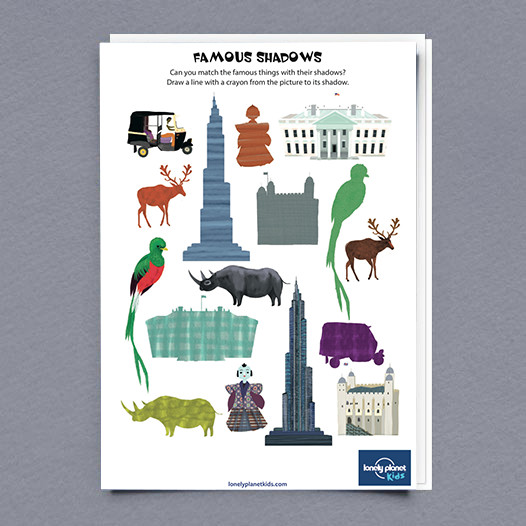 FAMOUS SHADOWS
Can you match the famous things with their shadows?
Draw a line with a crayon from the picture to its shadow.
lonely planet
Kids
lonelyplanetkids.com